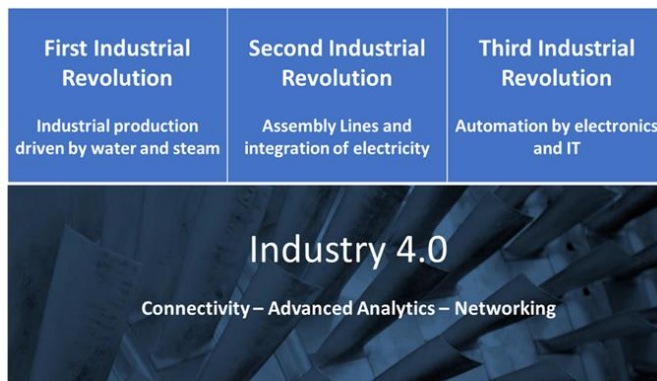 First Industrial
Revolution
Industrial production
driven by water and steam
Second Industrial
Revolution
Assembly Lines and
integration of electricity
Third Industrial
Revolution
Automation by electronics
and IT
Industry 4.0
Connectivity – Advanced Analytics – Networking